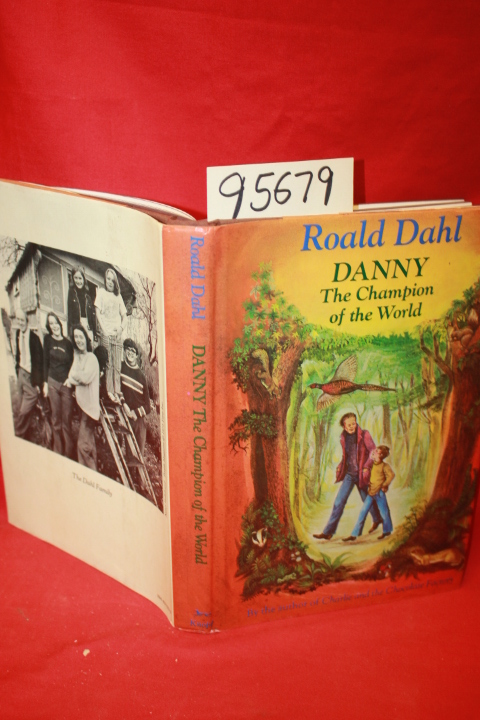 95679
Roald Dahl
DANNY
The Champion
of the World
By the author of Charlie and the Chocolate Factory
Roald Dahl DANNY The Champion of the World
The Dahl Family